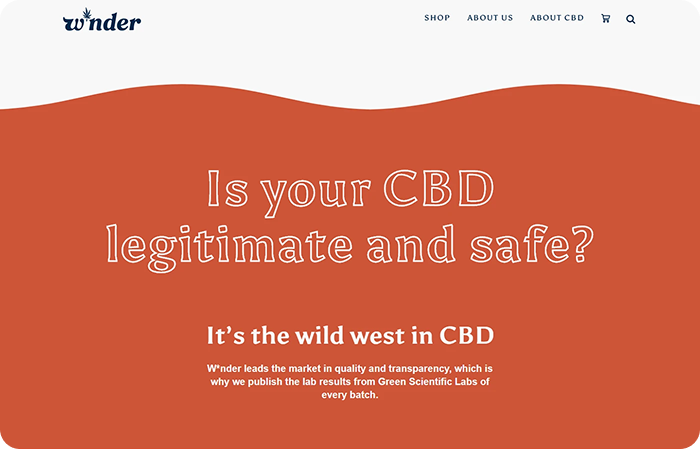 w*nder
SHOP ABOUT US ABOUT CBD
Is your CBD
legitimate and safe?
It's the wild west in CBD
W*nder leads the market in quality and transparency, which is
why we publish the lab results from Green Scientific Labs of
every batch.